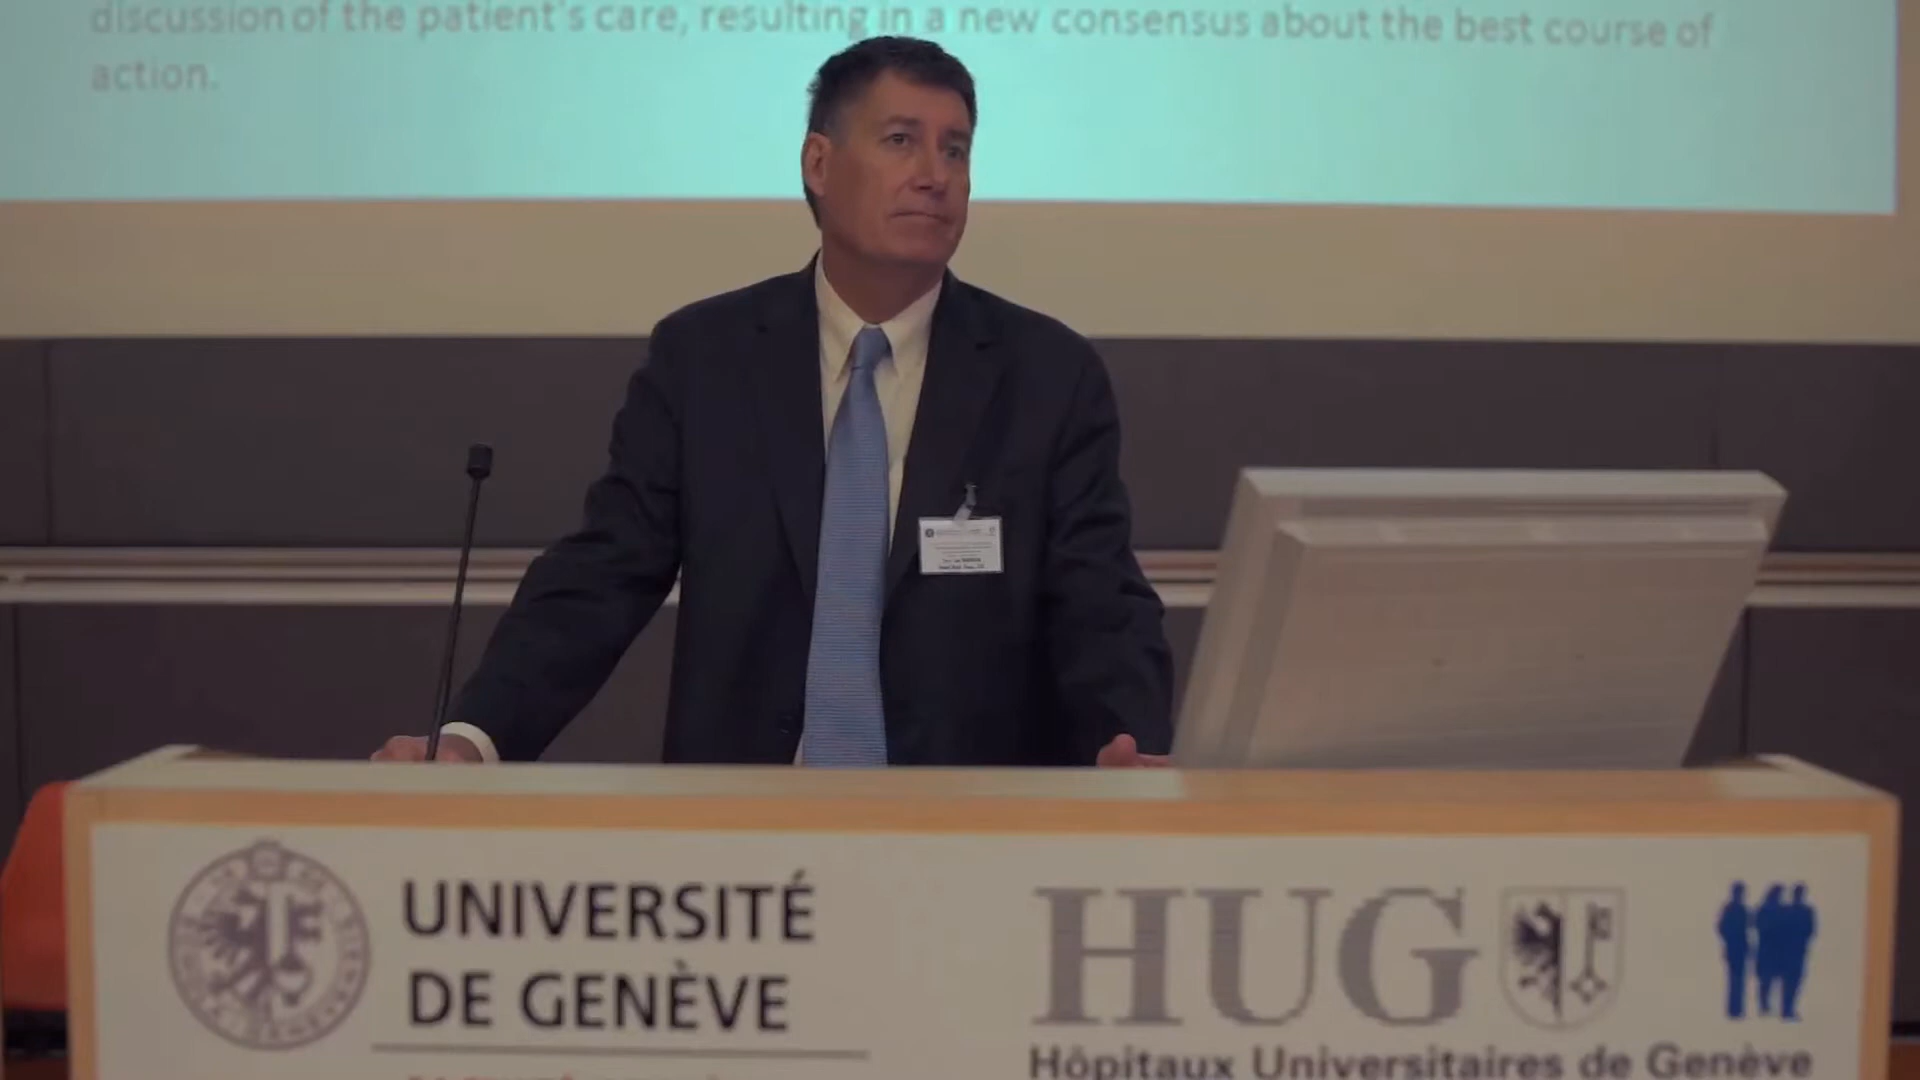 discussion of the patient's care, resulting in a new consensus about the best course of
action.
UNIVERSITÉ
DE GENÈVE
HUG
Hôpitaux Universitaires de Genève